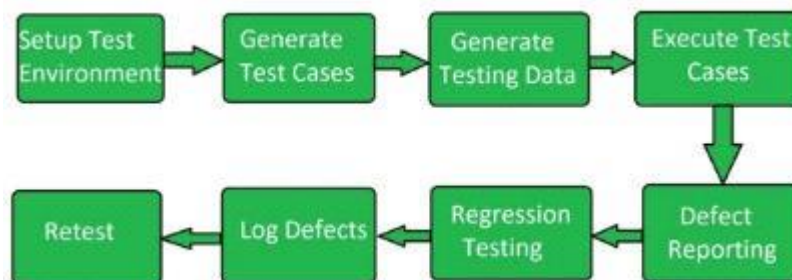 Setup Test
Environment
Generate
Test Cases
Generate
Testing Data
Execute Test
Cases
Defect
Reporting
Regression
Testing
Log Defects
Retest